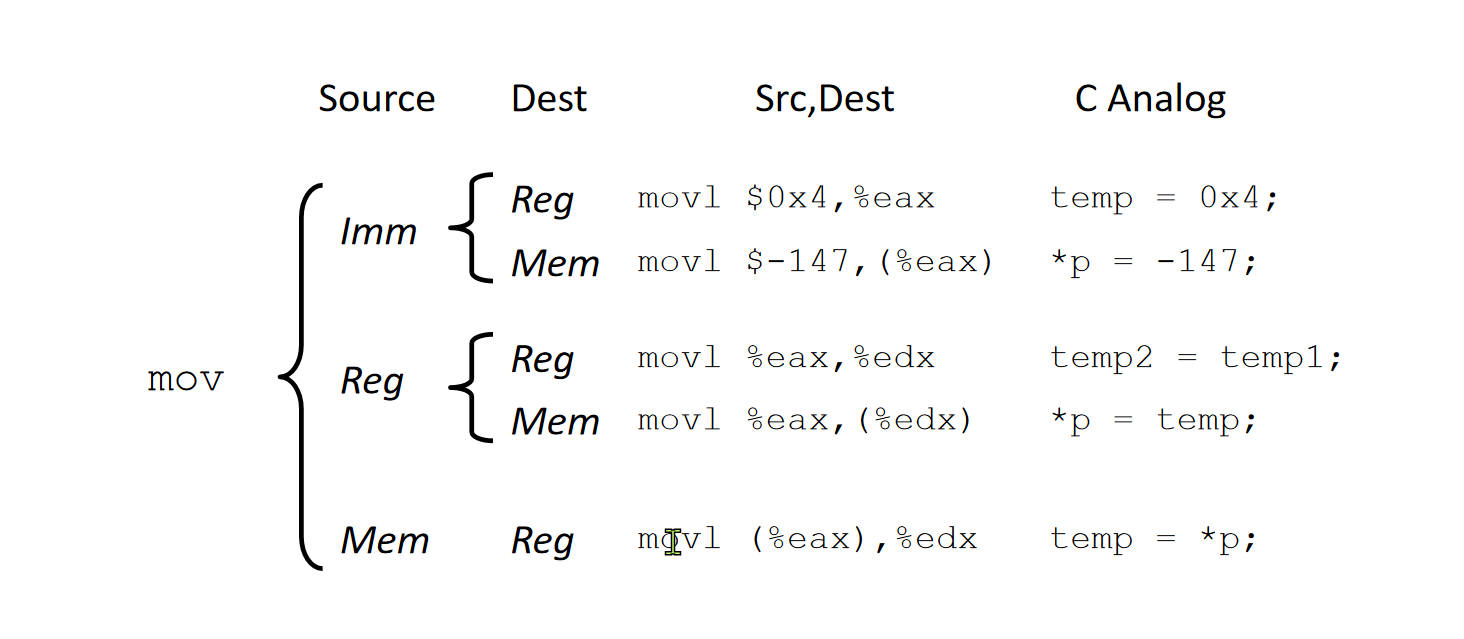 Source Dest Src,Dest C Analog
Reg movl $0x4,%eax temp = 0x4;
Imm
Mem movl $-147,(%eax) *p = -147;
Reg movl %eax,%edx temp2 = temp1;
mov Reg
Mem movl %eax,(%edx) *p = temp;
Mem Reg movl (%eax),%edx temp = *p;